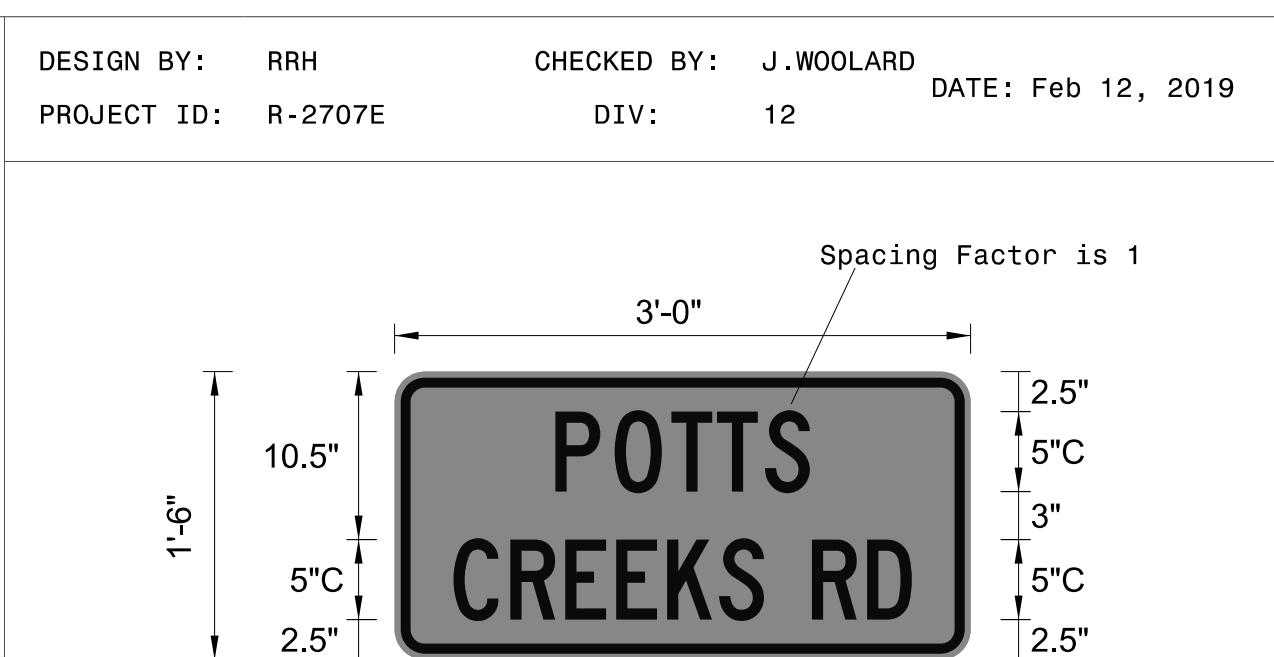 DESIGN BY: RRH CHECKED BY: J.WOOLARD
DATE: Feb 12, 2019
PROJECT ID: R-2707E DIV: 12
Spacing Factor is 1
3'-0"
2.5"
POTTS
10.5"
5"C
1'-6"
3"
CREEKS RD
5"C
5"C
2.5"
2.5"